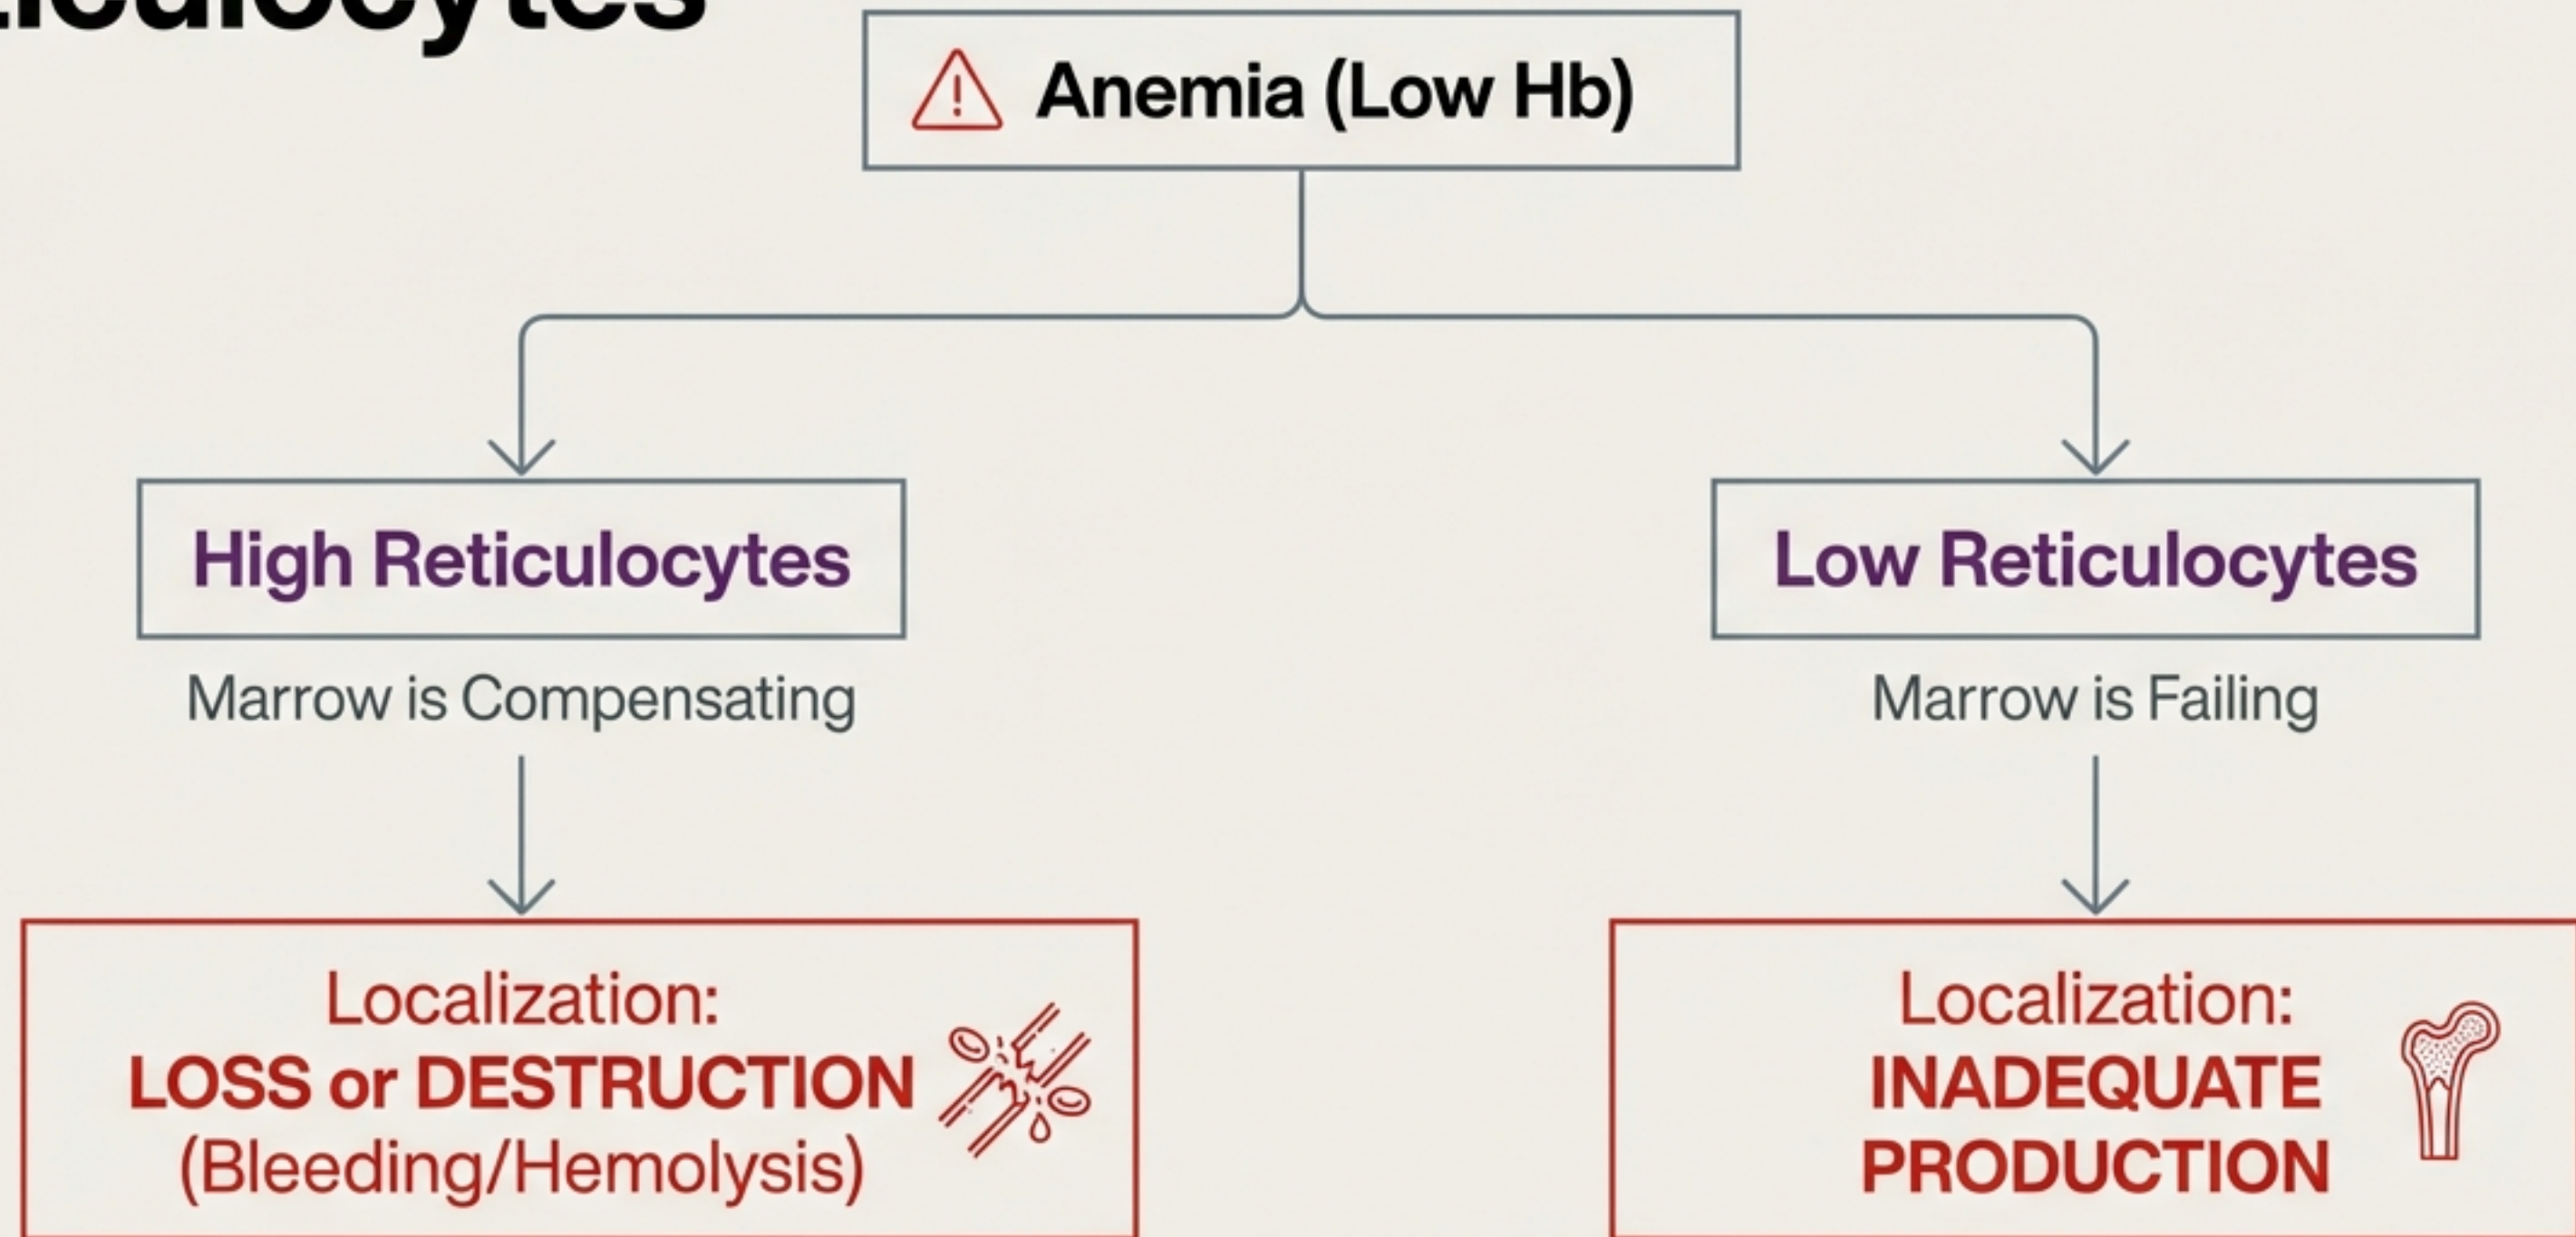 Anemia (Low Hb)
High Reticulocytes
Marrow is Compensating
Localization:
LOSS or DESTRUCTION
(Bleeding/Hemolysis)
Low Reticulocytes
Marrow is Failing
Localization:
INADEQUATE
PRODUCTION